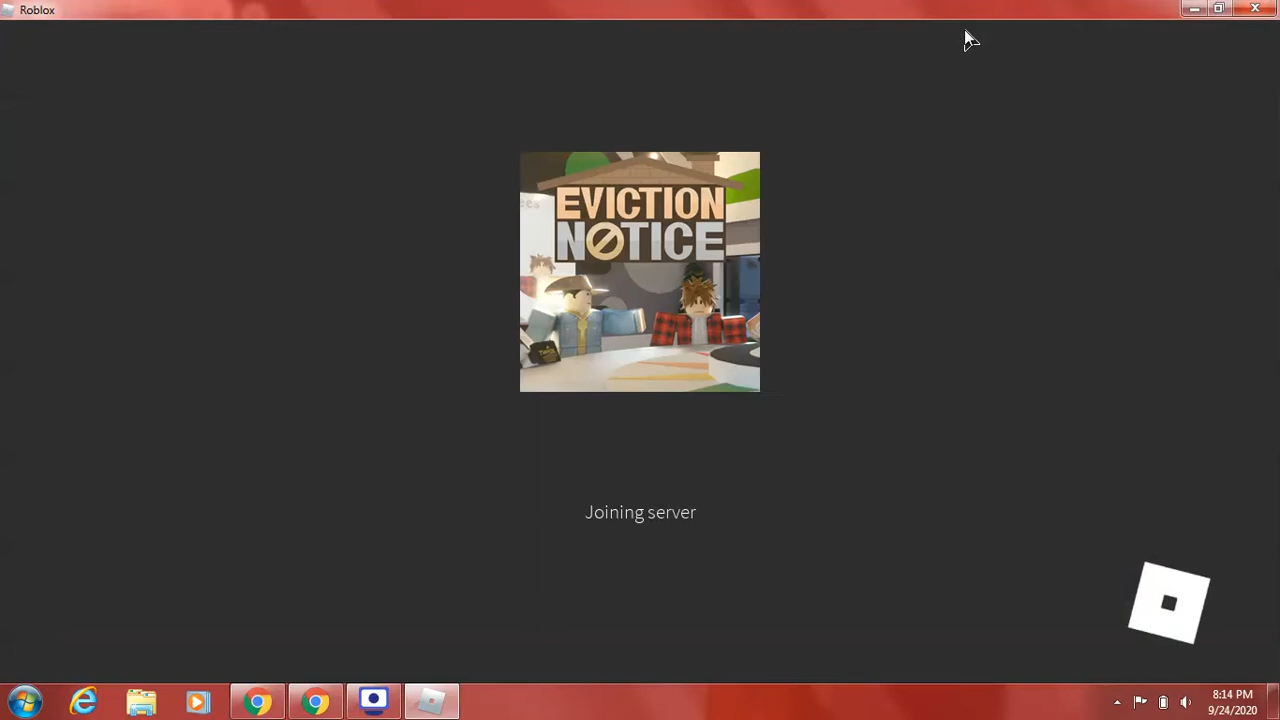 Roblox
EVICTION
NOTICE
Joining server
8:14 PM
9/24/2020